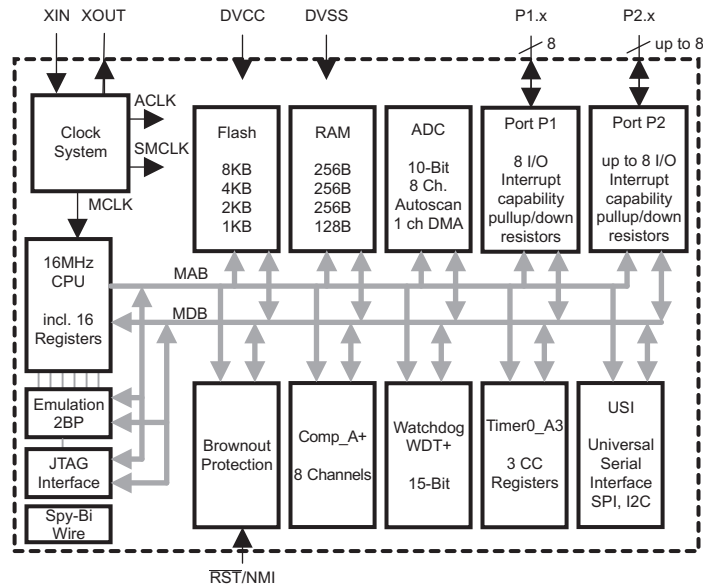 XIN XOUT DVCC DVSS P1.x P2.x
8 up to 8
ACLK
Clock
System
SMCLK
MCLK
Flash
8KB
4KB
2KB
1KB
RAM
256B
256B
256B
128B
ADC
10-Bit
8 Ch.
Autoscan
1 ch DMA
Port P1
8 I/O
Interrupt
capability
pullup/down
resistors
Port P2
up to 8 I/O
Interrupt
capability
pullup/down
resistors
16MHz
CPU
incl. 16
Registers
MAB
MDB
Emulation
2BP
JTAG
Interface
Spy-Bi
Wire
Brownout
Protection
Comp_A+
8 Channels
Watchdog
WDT+
15-Bit
Timer0_A3
3 CC
Registers
USI
Universal
Serial
Interface
SPI, I2C
RST/NMI